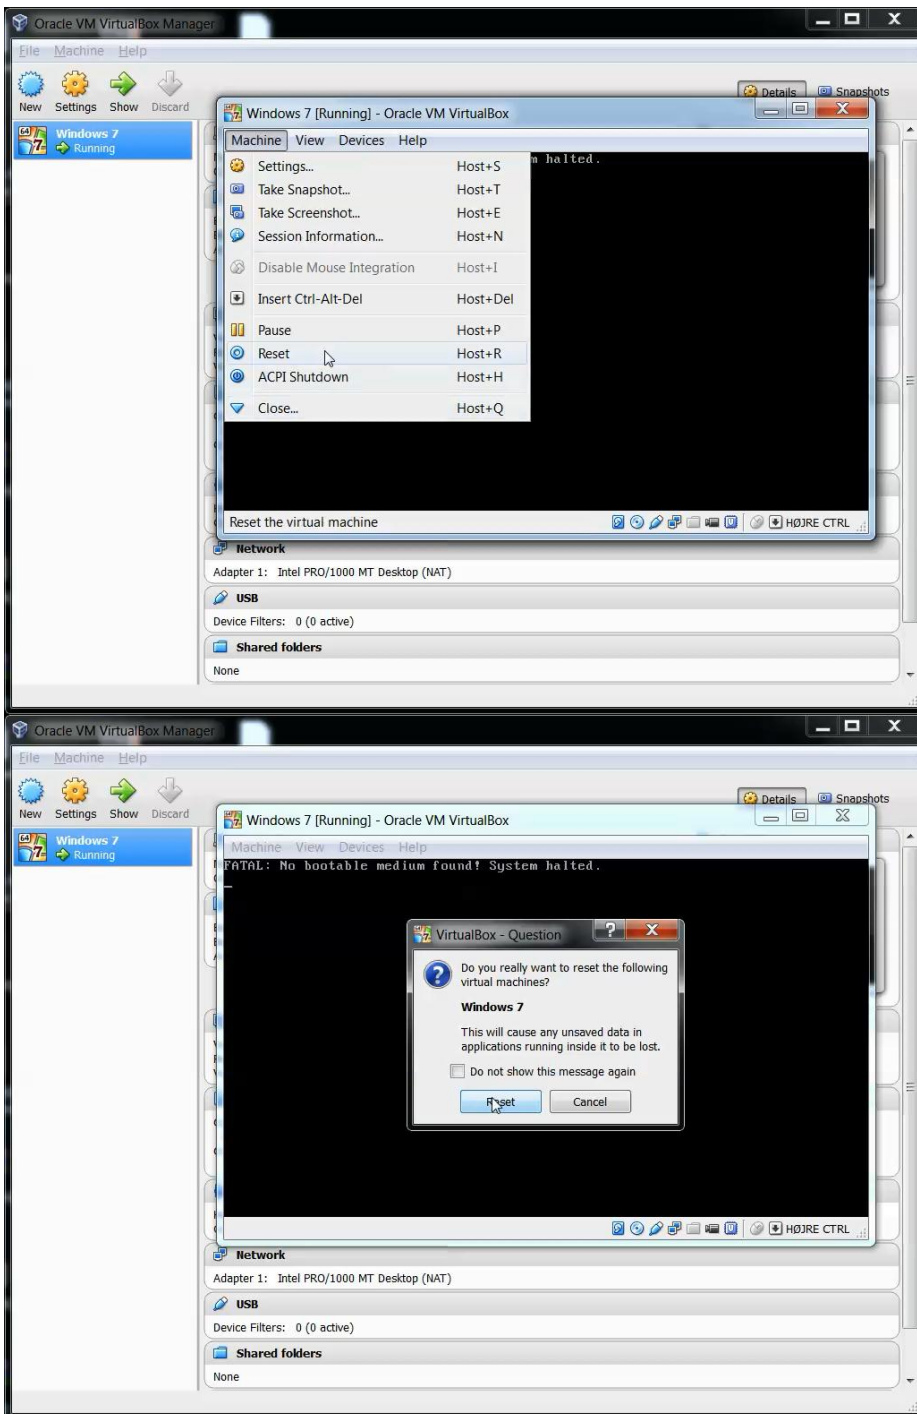 Oracle VM VirtualBox Manager
File Machine Help
New Settings Show Discard
Details Snapshots
Windows 7
Running
Windows 7 [Running] - Oracle VM VirtualBox
Machine View Devices Help
halted.
Settings... Host+S
Take Snapshot... Host+T
Take Screenshot... Host+E
Session Information... Host+N
Disable Mouse Integration Host+I
Insert Ctrl-Alt-Del Host+Del
Pause Host+P
Reset Host+R
ACPI Shutdown Host+H
Close... Host+Q
Reset the virtual machine
HØJRE CTRL
Network
Adapter 1: Intel PRO/1000 MT Desktop (NAT)
USB
Device Filters: 0 (0 active)
Shared folders
None
Oracle VM VirtualBox Manager
File Machine Help
New Settings Show Discard
Details Snapshots
Windows 7
Running
Windows 7 [Running] - Oracle VM VirtualBox
Machine View Devices Help
FATAL: No bootable medium found! System halted.
VirtualBox - Question
Do you really want to reset the following
virtual machines?
Windows 7
This will cause any unsaved data in
applications running inside it to be lost.
Do not show this message again
Reset Cancel
HØJRE CTRL
Network
Adapter 1: Intel PRO/1000 MT Desktop (NAT)
USB
Device Filters: 0 (0 active)
Shared folders
None